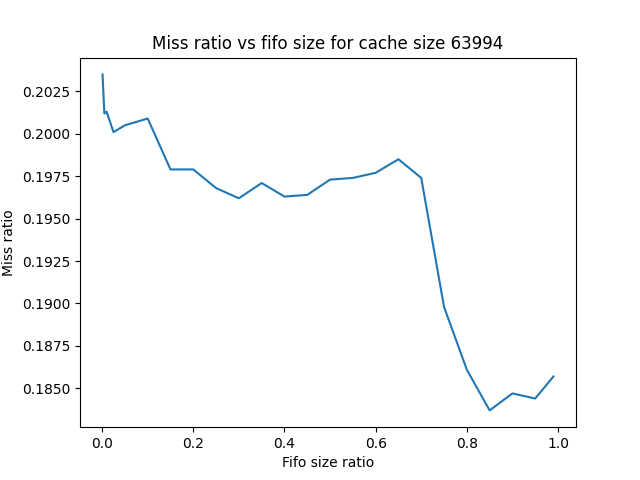 Miss ratio vs fifo size for cache size 63994
Miss ratio
0.2025
0.2000
0.1975
0.1950
0.1925
0.1900
0.1875
0.1850
0.0 0.2 0.4 0.6 0.8 1.0
Fifo size ratio